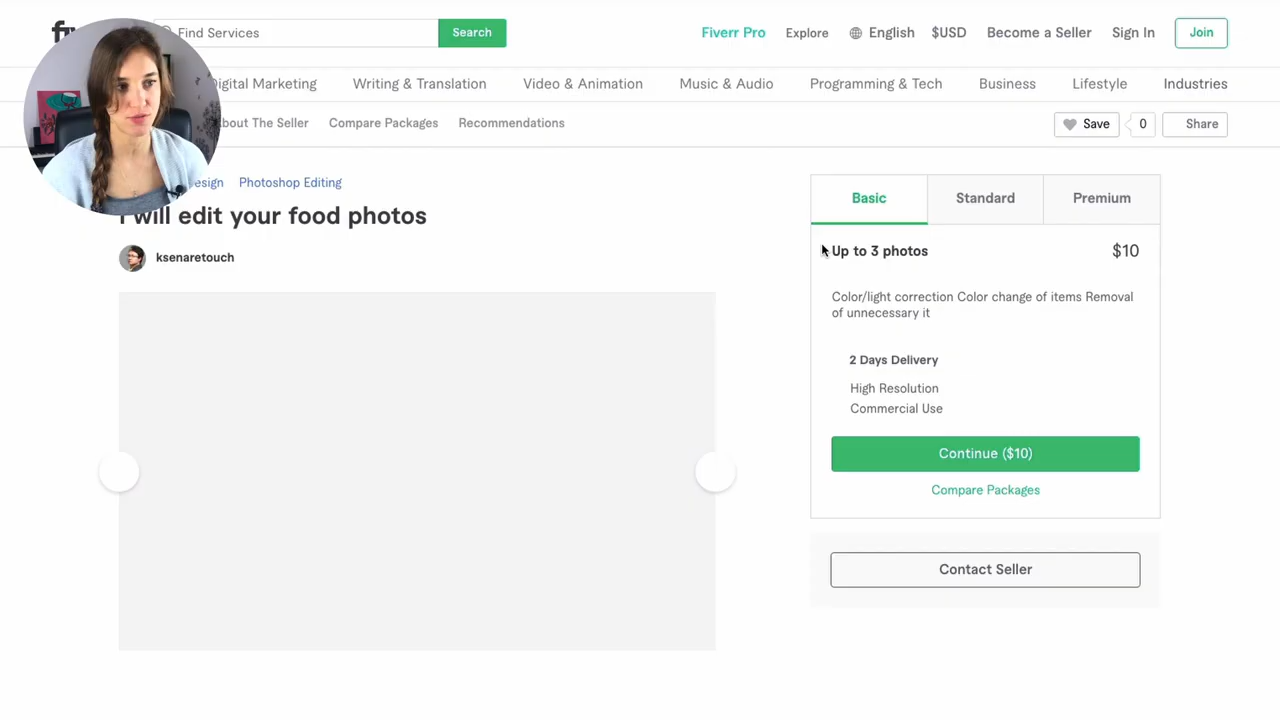 Find Services
Search
Fiverr Pro
Explore
English
$USD
Become a Seller
Sign In
Join
Digital Marketing
Writing & Translation
Video & Animation
Music & Audio
Programming & Tech
Business
Lifestyle
Industries
About The Seller
Compare Packages
Recommendations
Save
0
Share
Photoshop Editing
I will edit your food photos
ksenaretouch
Basic
Standard
Premium
Up to 3 photos
$10
Color/light correction Color change of items Removal
of unnecessary it
2 Days Delivery
High Resolution
Commercial Use
Continue ($10)
Compare Packages
Contact Seller